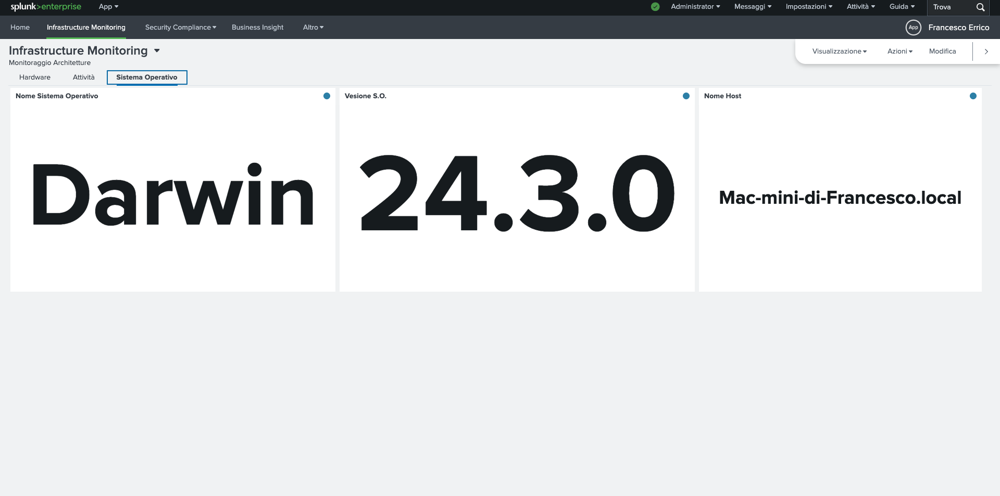 splunk>enterprise App Administrator Messaggi Impostazioni Attività Guida Trova
Home Infrastructure Monitoring Security Compliance Business Insight Altro App Francesco Errico
Infrastructure Monitoring
Visualizzazione Azioni Modifica
Monitoraggio Architetture
Hardware Attività Sistema Operativo
Nome Sistema Operativo Vesione S.O. Nome Host
Darwin 24.3.0 Mac-mini-di-Francesco.local